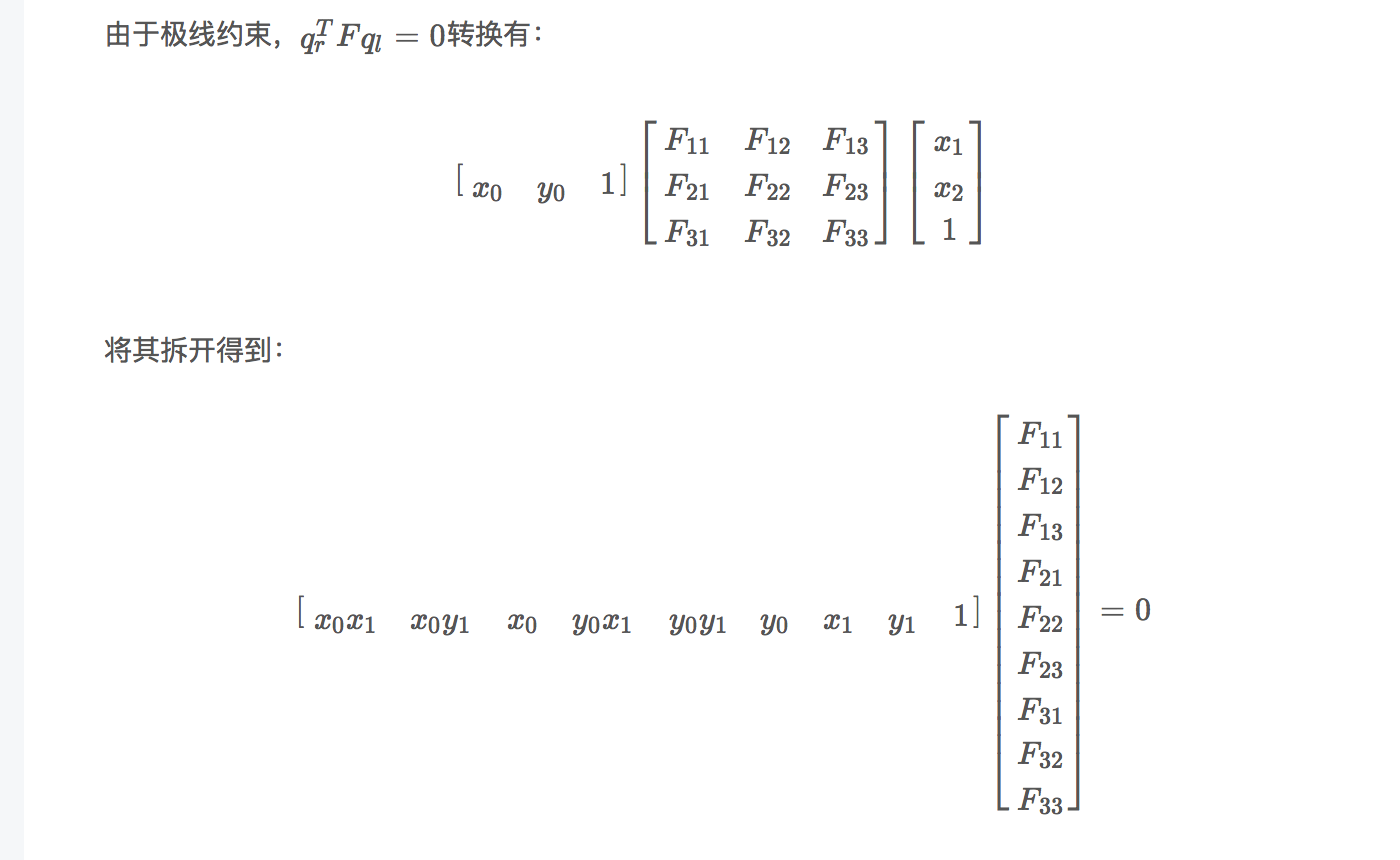 由于极线约束，$q_r^T F q_l = 0$转换有：
$\begin{bmatrix} x_0 & y_0 & 1 \end{bmatrix} \begin{bmatrix} F_{11} & F_{12} & F_{13} \\ F_{21} & F_{22} & F_{23} \\ F_{31} & F_{32} & F_{33} \end{bmatrix} \begin{bmatrix} x_1 \\ x_2 \\ 1 \end{bmatrix}$
将其拆开得到：
$\begin{bmatrix} x_0x_1 & x_0y_1 & x_0 & y_0x_1 & y_0y_1 & y_0 & x_1 & y_1 & 1 \end{bmatrix} \begin{bmatrix} F_{11} \\ F_{12} \\ F_{13} \\ F_{21} \\ F_{22} \\ F_{23} \\ F_{31} \\ F_{32} \\ F_{33} \end{bmatrix} = 0$